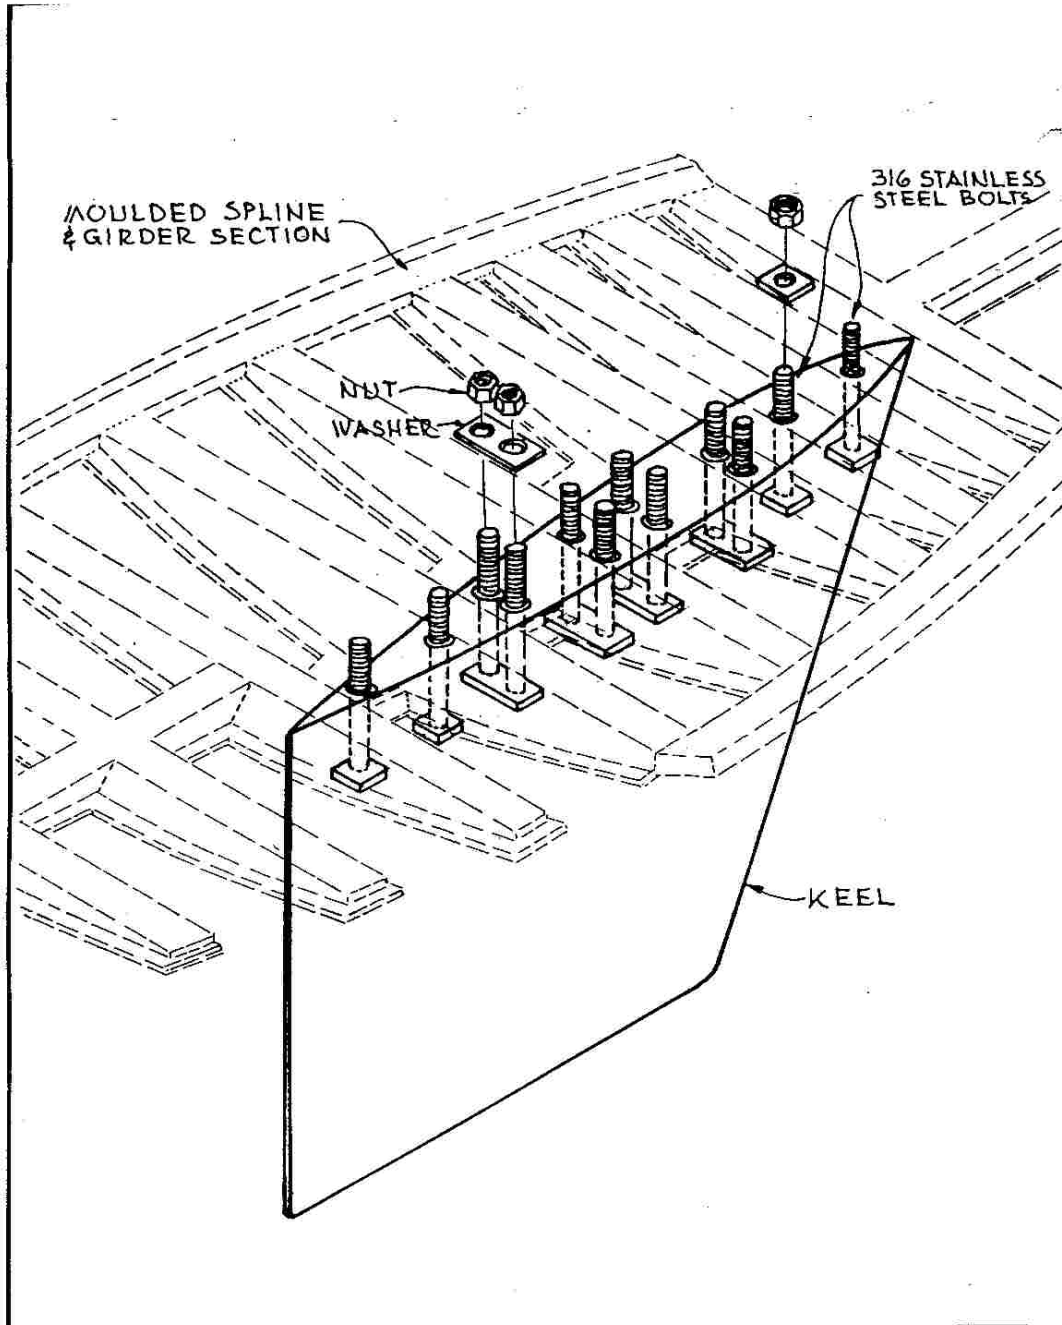 MOULDED SPLINE
& GIRDER SECTION
316 STAINLESS
STEEL BOLTS
NUT
WASHER
KEEL